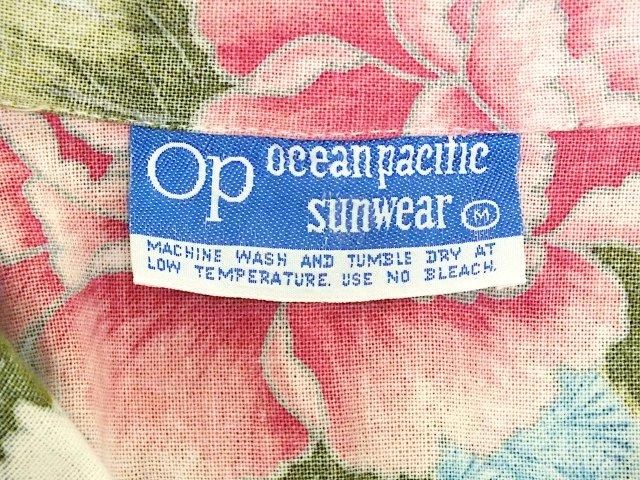 Op ocean pacific
sunwear M
MACHINE WASH AND TUMBLE DRY AT
LOW TEMPERATURE. USE NO BLEACH.